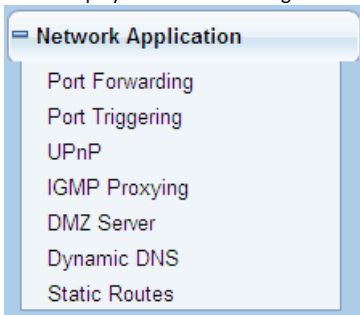 Network Application
Port Forwarding
Port Triggering
UPnP
IGMP Proxying
DMZ Server
Dynamic DNS
Static Routes